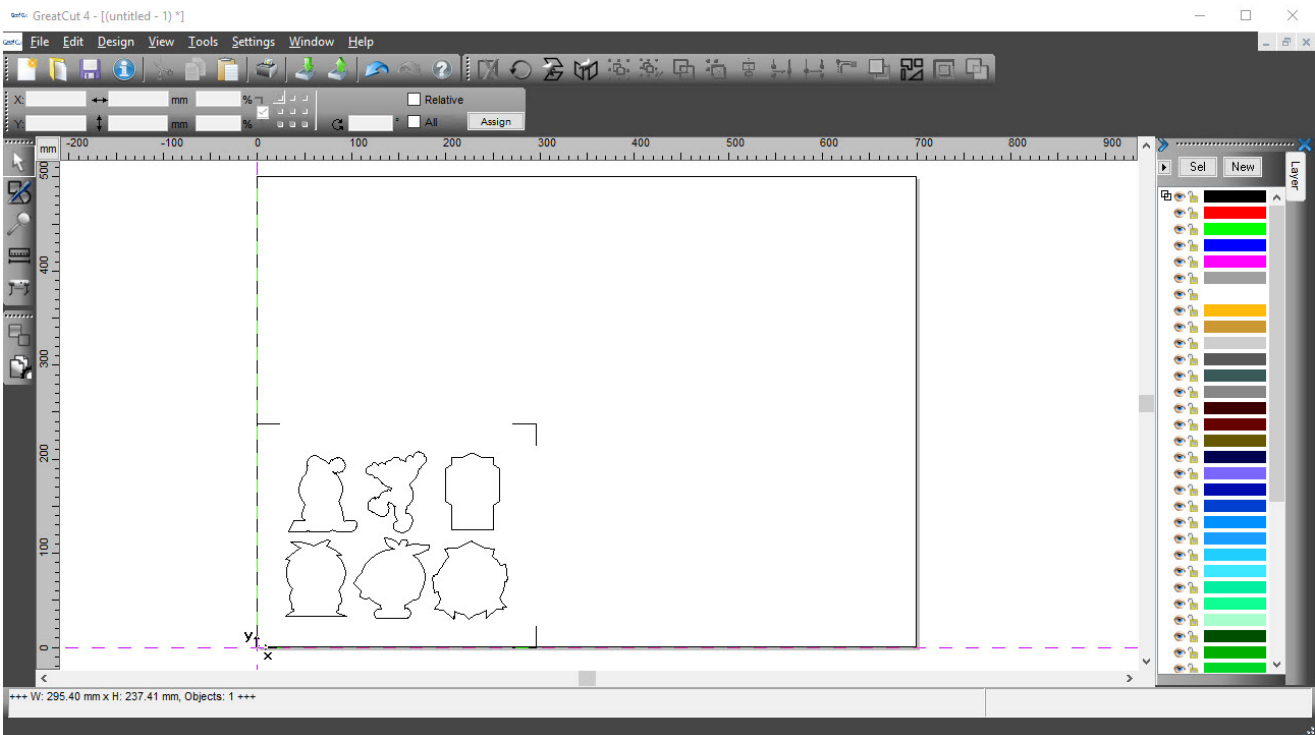 GreatCut 4 - [(untitled - 1) *]
File Edit Design View Tools Settings Window Help
X: mm % Relative
Y: mm % ° All Assign
mm -200 -100 0 100 200 300 400 500 600 700 800 900
Sel New
Layer
500
400
300
200
100
0
y
x
+++ W: 295.40 mm x H: 237.41 mm, Objects: 1 +++